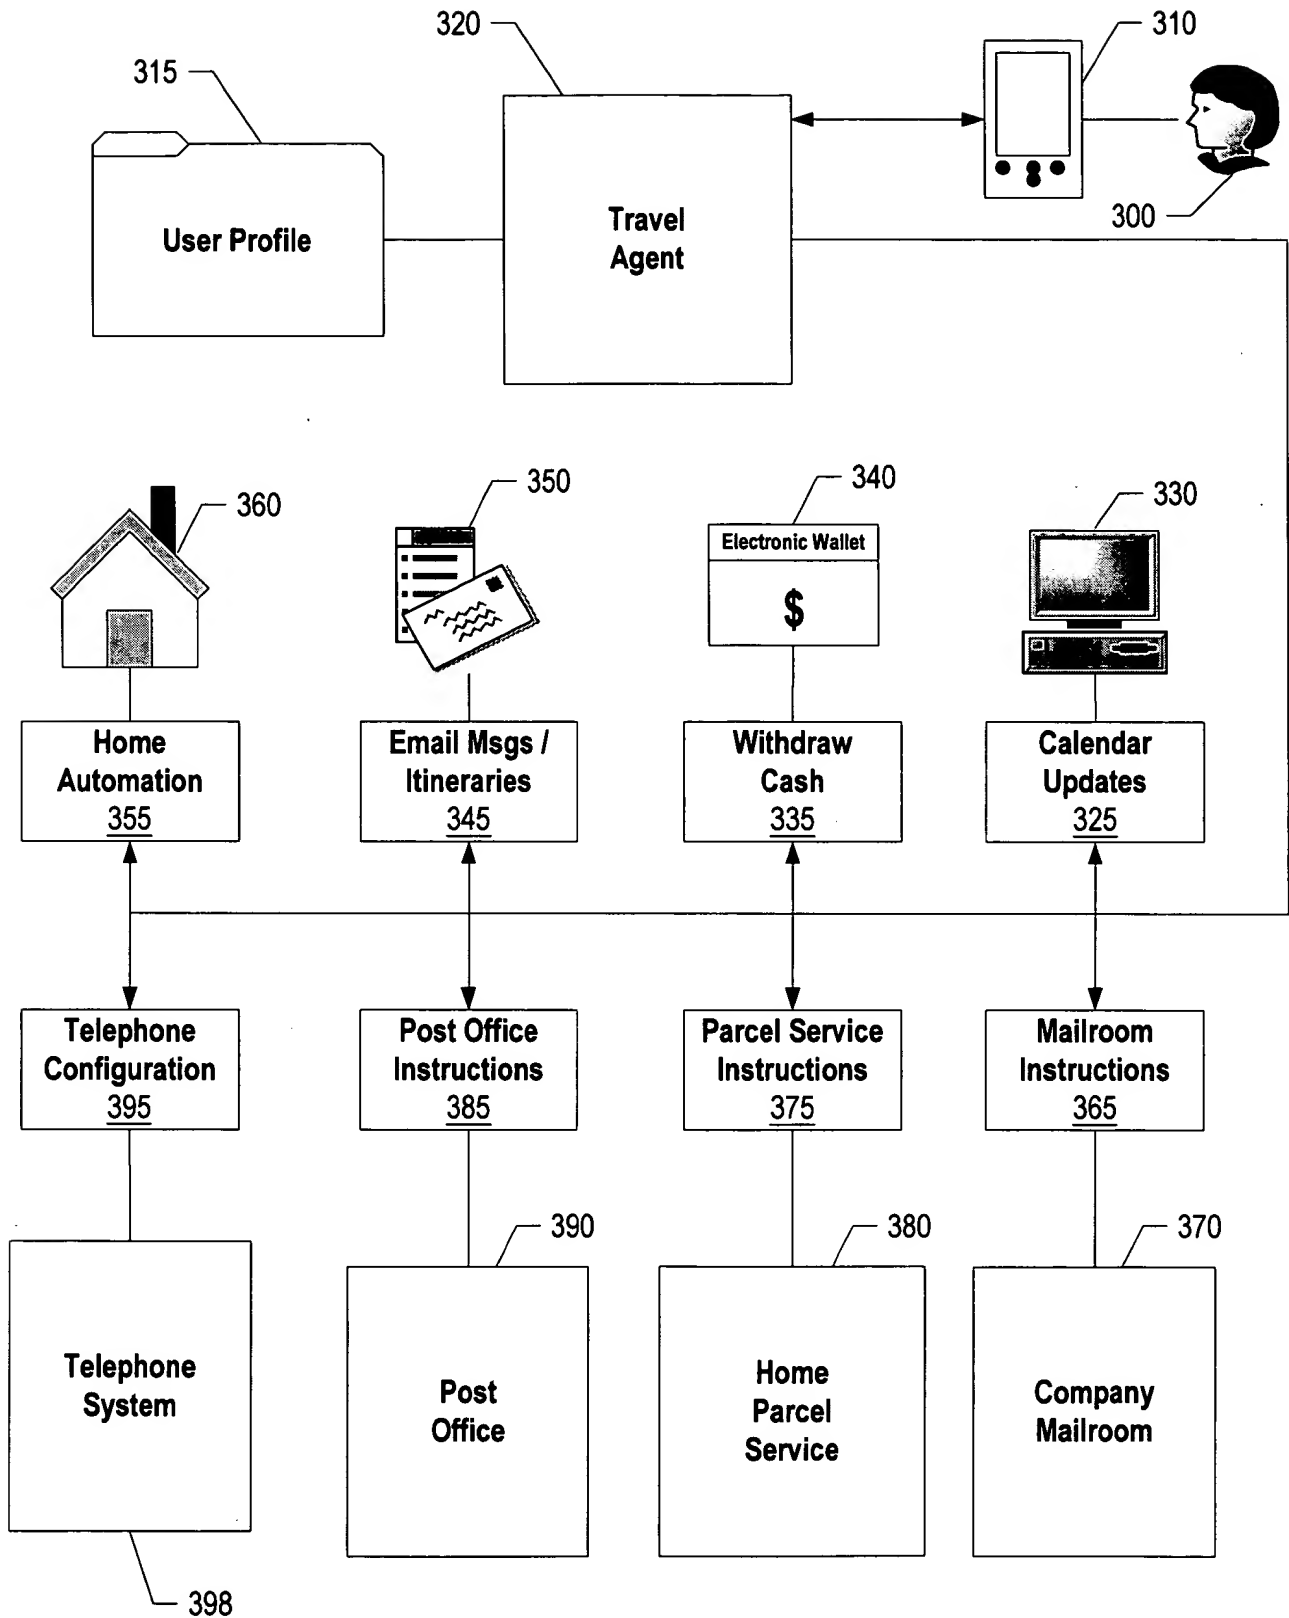 320
310
315
300
User Profile
Travel
Agent
360
350
340
330
Electronic Wallet
$
Home
Automation
355
Email Msgs /
Itineraries
345
Withdraw
Cash
335
Calendar
Updates
325
Telephone
Configuration
395
Post Office
Instructions
385
Parcel Service
Instructions
375
Mailroom
Instructions
365
390
380
370
Telephone
System
Post
Office
Home
Parcel
Service
Company
Mailroom
398